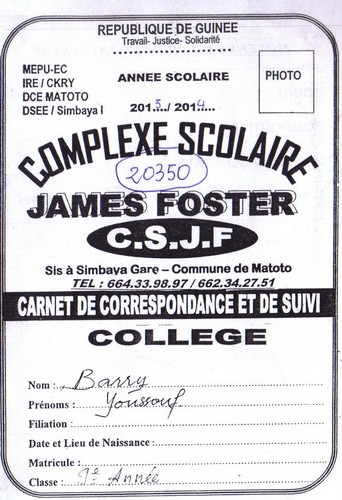 REPUBLIQUE DE GUINEE
Travail- Justice- Solidarité
MEPU-EC
IRE / CKRY
DCE MATOTO
DSEE / Simbaya I
ANNEE SCOLAIRE
2013/ 2014
PHOTO
COMPLEXE SCOLAIRE
20350
JAMES FOSTER
C.S.J.F
Sis à Simbaya Gare – Commune de Matoto
TEL : 664.33.98.97 / 662.34.27.51
CARNET DE CORRESPONDANCE ET DE SUIVI
COLLEGE
Nom : Barry
Prénoms : Youssouf
Filiation :
Date et Lieu de Naissance :
Matricule :
Classe : 9e Année